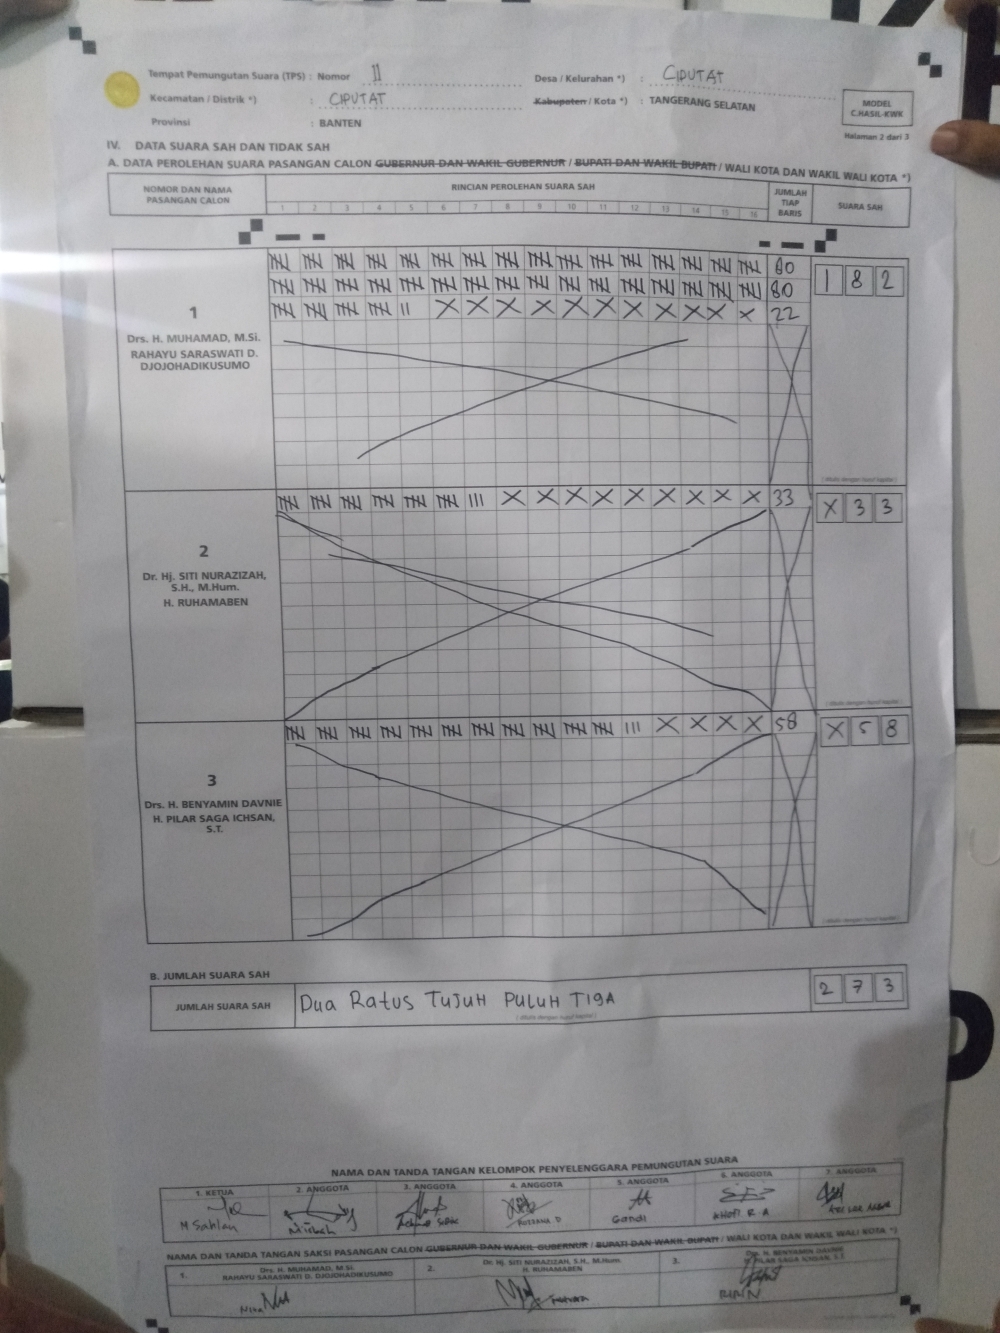 Tempat Pemungutan Suara (TPS) : Nomor 11 Desa / Kelurahan *) : CIPUTAT
Kecamatan / Distrik *) : CIPUTAT Kabupaten / Kota *) : TANGERANG SELATAN
Provinsi : BANTEN
MODEL
C.HASIL-KWK
Halaman 2 dari 3
IV. DATA SUARA SAH DAN TIDAK SAH
A. DATA PEROLEHAN SUARA PASANGAN CALON GUBERNUR DAN WAKIL GUBERNUR / BUPATI DAN WAKIL BUPATI / WALI KOTA DAN WAKIL WALI KOTA *)
NOMOR DAN NAMA
PASANGAN CALON
RINCIAN PEROLEHAN SUARA SAH
1 2 3 4 5 6 7 8 9 10 11 12 13 14 15 16
JUMLAH
TIAP
BARIS
SUARA SAH
1
Drs. H. MUHAMAD, M.Si.
RAHAYU SARASWATI D.
DJOJOHADIKUSUMO
80
80
22
1 8 2
( ditulis dengan huruf kapital )
2
Dr. Hj. SITI NURAZIZAH,
S.H., M.Hum.
H. RUHAMABEN
33
X 3 3
( ditulis dengan huruf kapital )
3
Drs. H. BENYAMIN DAVNIE
H. PILAR SAGA ICHSAN,
S.T.
58
X 5 8
( ditulis dengan huruf kapital )
B. JUMLAH SUARA SAH
JUMLAH SUARA SAH Dua Ratus TUJUH PULUH TIGA 2 7 3
( ditulis dengan huruf kapital )
NAMA DAN TANDA TANGAN KELOMPOK PENYELENGGARA PEMUNGUTAN SUARA
1. KETUA 2. ANGGOTA 3. ANGGOTA 4. ANGGOTA 5. ANGGOTA 6. ANGGOTA 7. ANGGOTA
M Sahlan Gandi KHOFI R.A
NAMA DAN TANDA TANGAN SAKSI PASANGAN CALON GUBERNUR DAN WAKIL GUBERNUR / BUPATI DAN WAKIL BUPATI / WALI KOTA DAN WAKIL WALI KOTA *)
1. Drs. H. MUHAMAD, M.Si.
RAHAYU SARASWATI D. DJOJOHADIKUSUMO
2. Dr. Hj. SITI NURAZIZAH, S.H., M.Hum.
H. RUHAMABEN
3. Drs. H. BENYAMIN DAVNIE
H. PILAR SAGA ICHSAN, S.T.